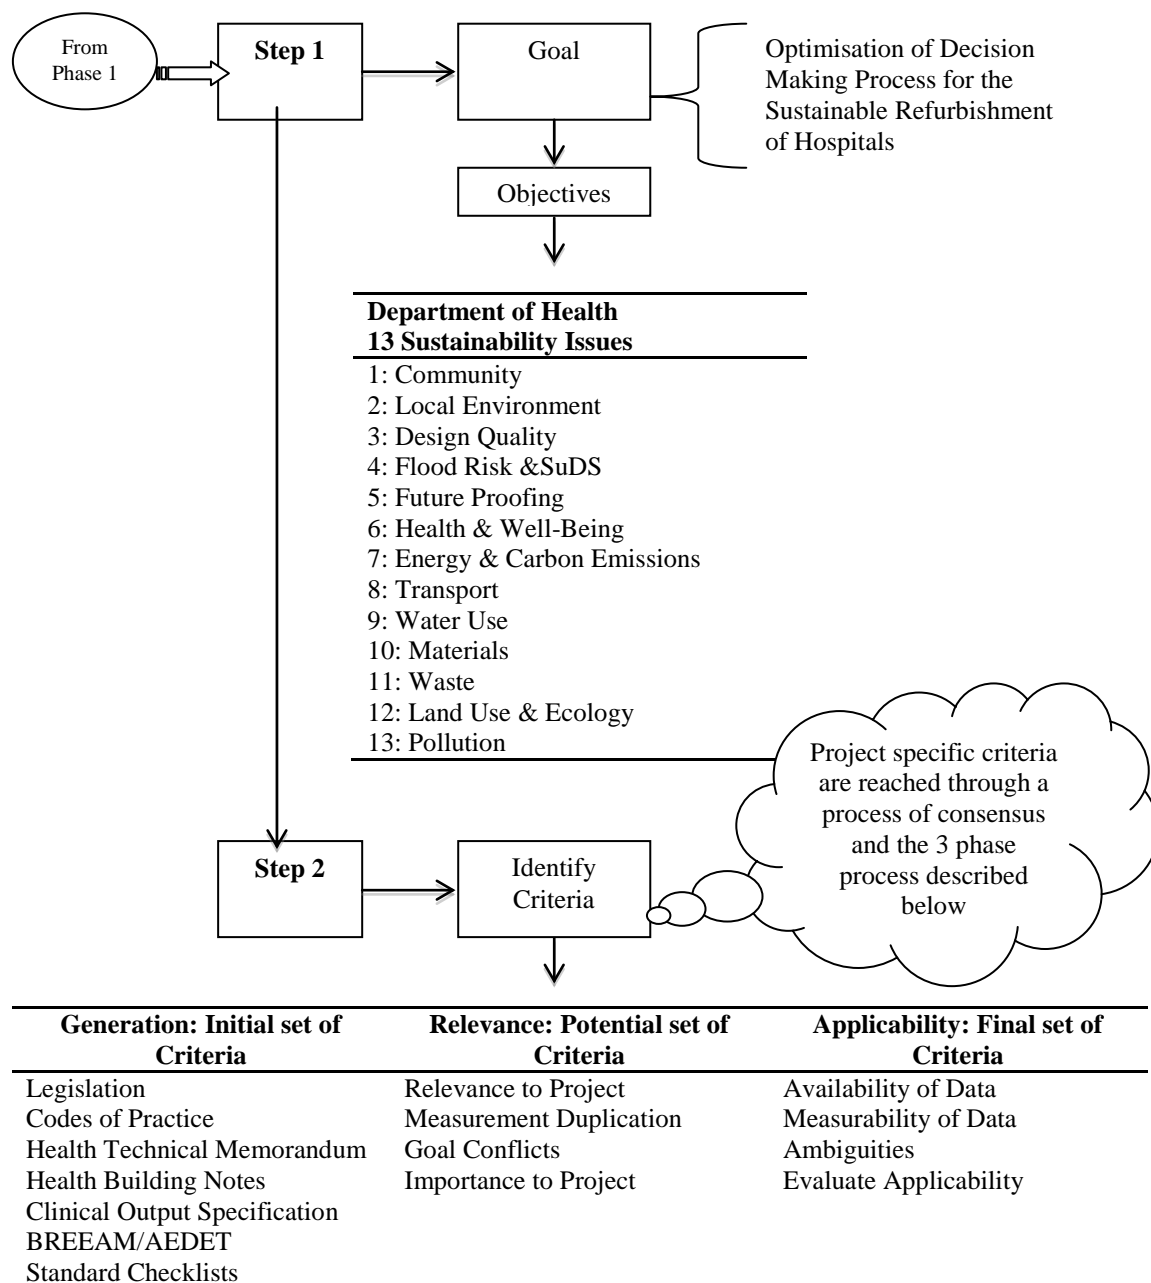 From
Phase 1
Step 1
Goal
Optimisation of Decision
Making Process for the
Sustainable Refurbishment
of Hospitals
Objectives
Department of Health
13 Sustainability Issues
1: Community
2: Local Environment
3: Design Quality
4: Flood Risk &SuDS
5: Future Proofing
6: Health & Well-Being
7: Energy & Carbon Emissions
8: Transport
9: Water Use
10: Materials
11: Waste
12: Land Use & Ecology
13: Pollution
Project specific criteria
are reached through a
process of consensus
and the 3 phase
process described
below
Step 2
Identify
Criteria
Generation: Initial set of
Criteria
Legislation
Codes of Practice
Health Technical Memorandum
Health Building Notes
Clinical Output Specification
BREEAM/AEDET
Standard Checklists
Relevance: Potential set of
Criteria
Relevance to Project
Measurement Duplication
Goal Conflicts
Importance to Project
Applicability: Final set of
Criteria
Availability of Data
Measurability of Data
Ambiguities
Evaluate Applicability